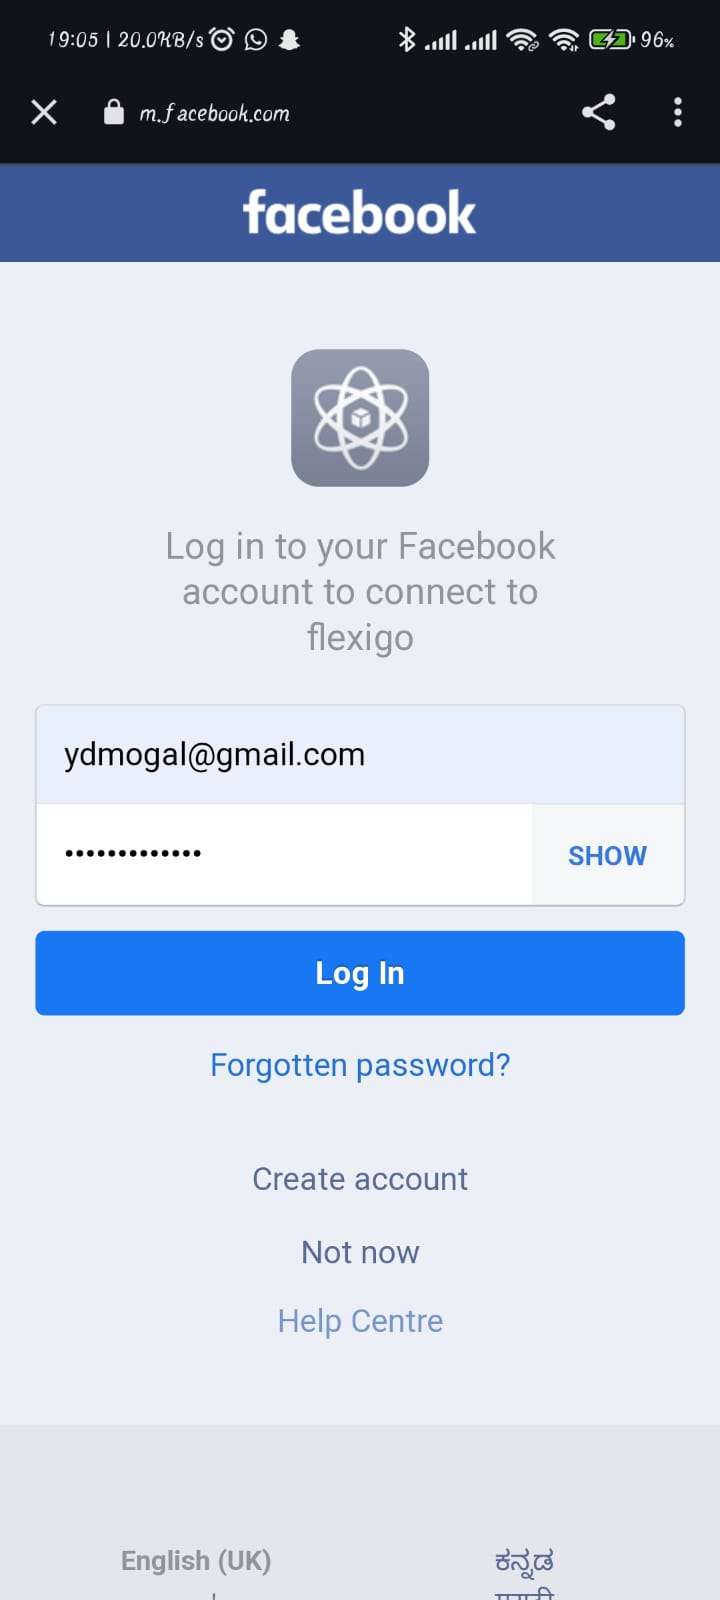 19:05 | 20.0KB/s
96%
m.facebook.com
facebook
Log in to your Facebook
account to connect to
flexigo
ydmogal@gmail.com
•••••••••••••
SHOW
Log In
Forgotten password?
Create account
Not now
Help Centre
English (UK)
ಕನ್ನಡ